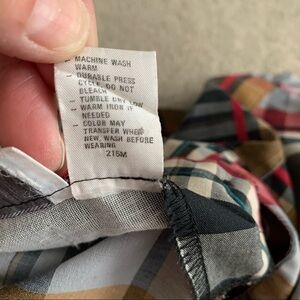 - MACHINE WASH
WARM
- DURABLE PRESS
CYCLE, DO NOT
BLEACH
- TUMBLE DRY LOW
- WARM IRON IF
NEEDED
- COLOR MAY
TRANSFER WHEN
NEW, WASH BEFORE
WEARING
215M